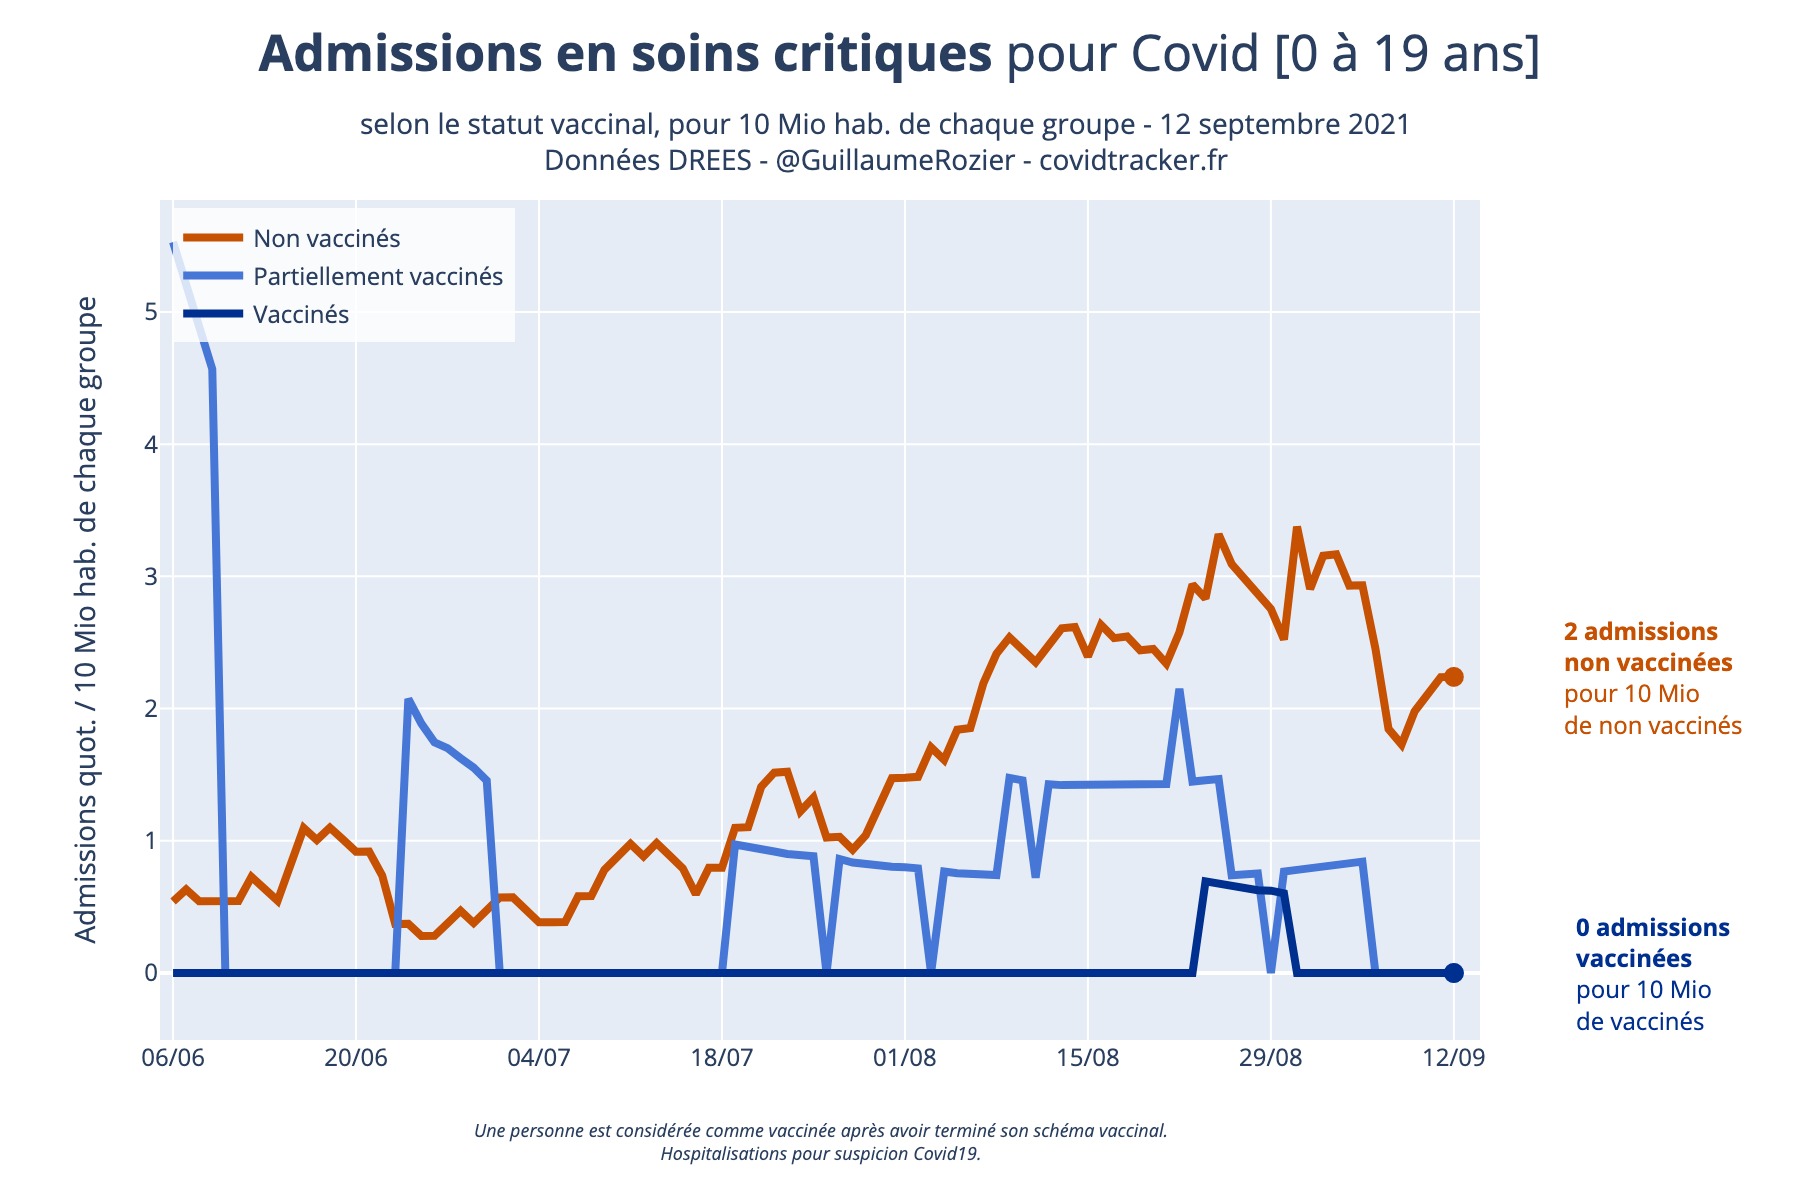 Admissions en soins critiques pour Covid [0 à 19 ans]
selon le statut vaccinal, pour 10 Mio hab. de chaque groupe - 12 septembre 2021
Données DREES - @GuillaumeRozier - covidtracker.fr
Non vaccinés
Partiellement vaccinés
Vaccinés
Admissions quot. / 10 Mio hab. de chaque groupe
5
4
3
2
1
0
06/06
20/06
04/07
18/07
01/08
15/08
29/08
12/09
2 admissions
non vaccinées
pour 10 Mio
de non vaccinés
0 admissions
vaccinées
pour 10 Mio
de vaccinés
Une personne est considérée comme vaccinée après avoir terminé son schéma vaccinal.
Hospitalisations pour suspicion Covid19.